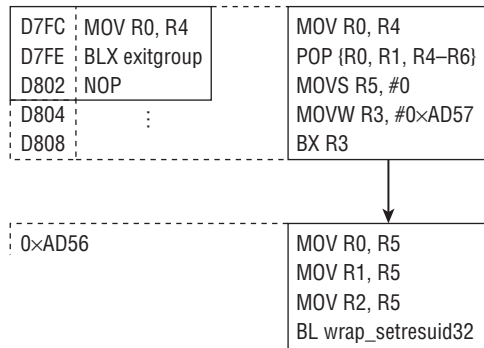 D7FC MOV R0, R4
D7FE BLX exitgroup
D802 NOP
D804 ⋮
D808
MOV R0, R4
POP {R0, R1, R4–R6}
MOVS R5, #0
MOVW R3, #0×AD57
BX R3
0×AD56
MOV R0, R5
MOV R1, R5
MOV R2, R5
BL wrap_setresuid32